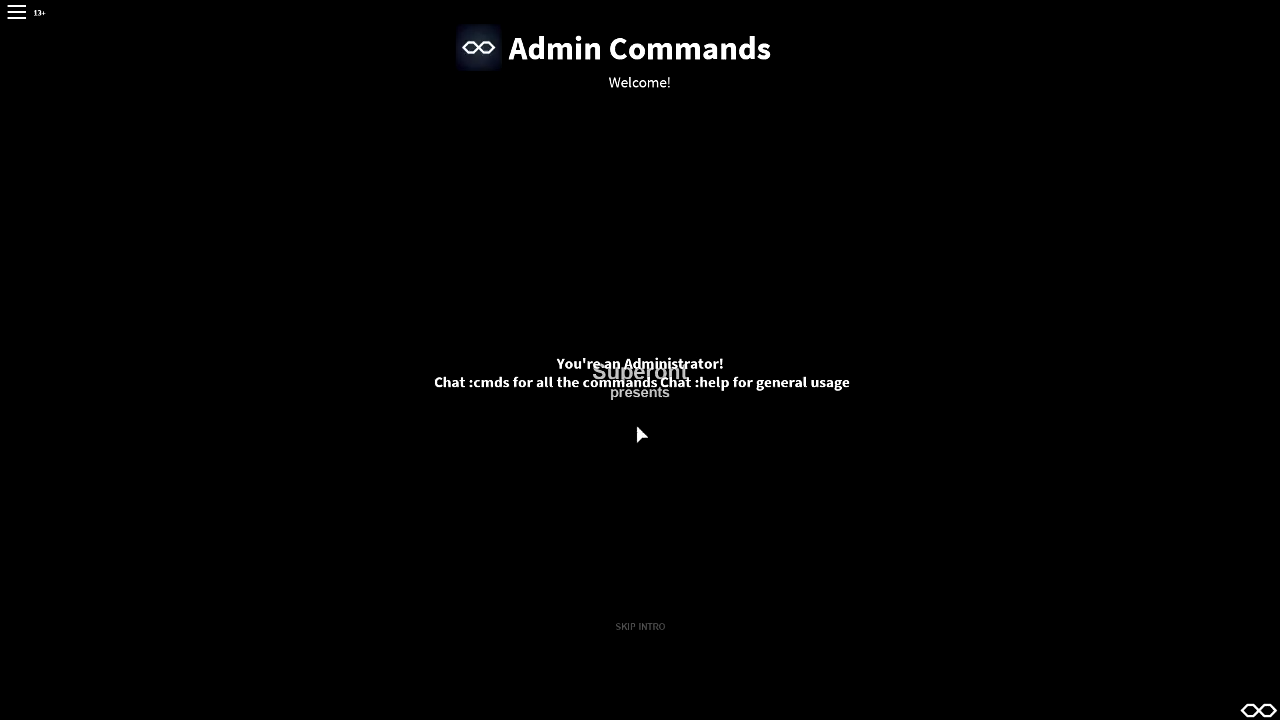 13+
Admin Commands
Welcome!
You're an Administrator!
Superont
Chat :cmds for all the commands Chat :help for general usage
presents
SKIP INTRO